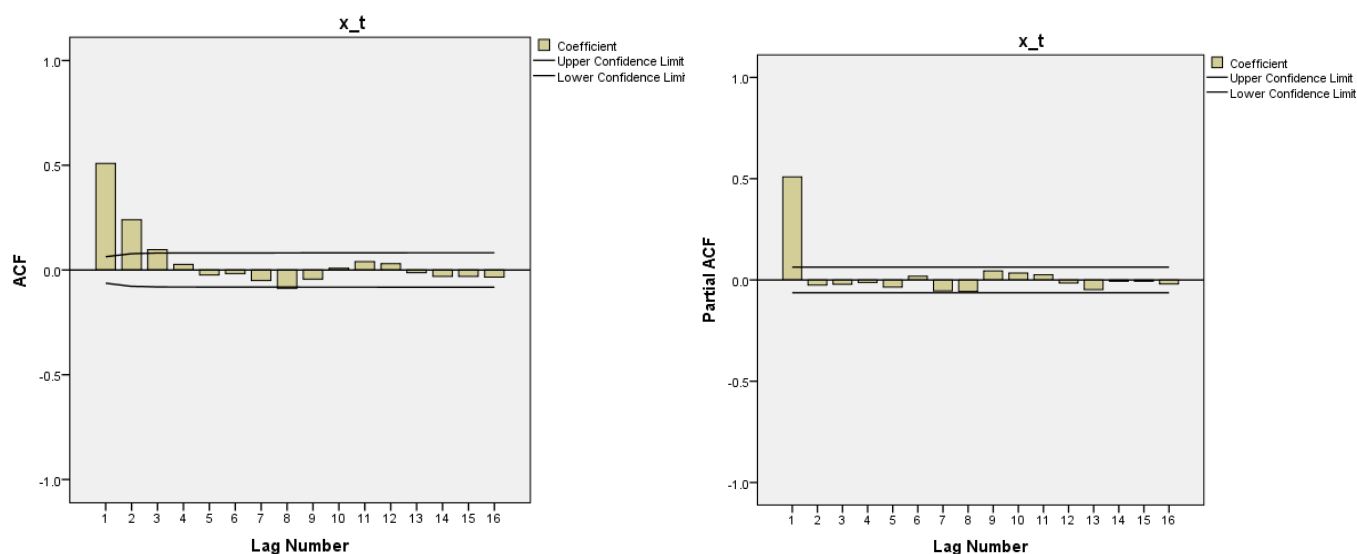 x_t
Coefficient
Upper Confidence Limit
Lower Confidence Limit
1.0
0.5
0.0
-0.5
-1.0
ACF
1 2 3 4 5 6 7 8 9 10 11 12 13 14 15 16
Lag Number
x_t
Coefficient
Upper Confidence Limit
Lower Confidence Limit
1.0
0.5
0.0
-0.5
-1.0
Partial ACF
1 2 3 4 5 6 7 8 9 10 11 12 13 14 15 16
Lag Number